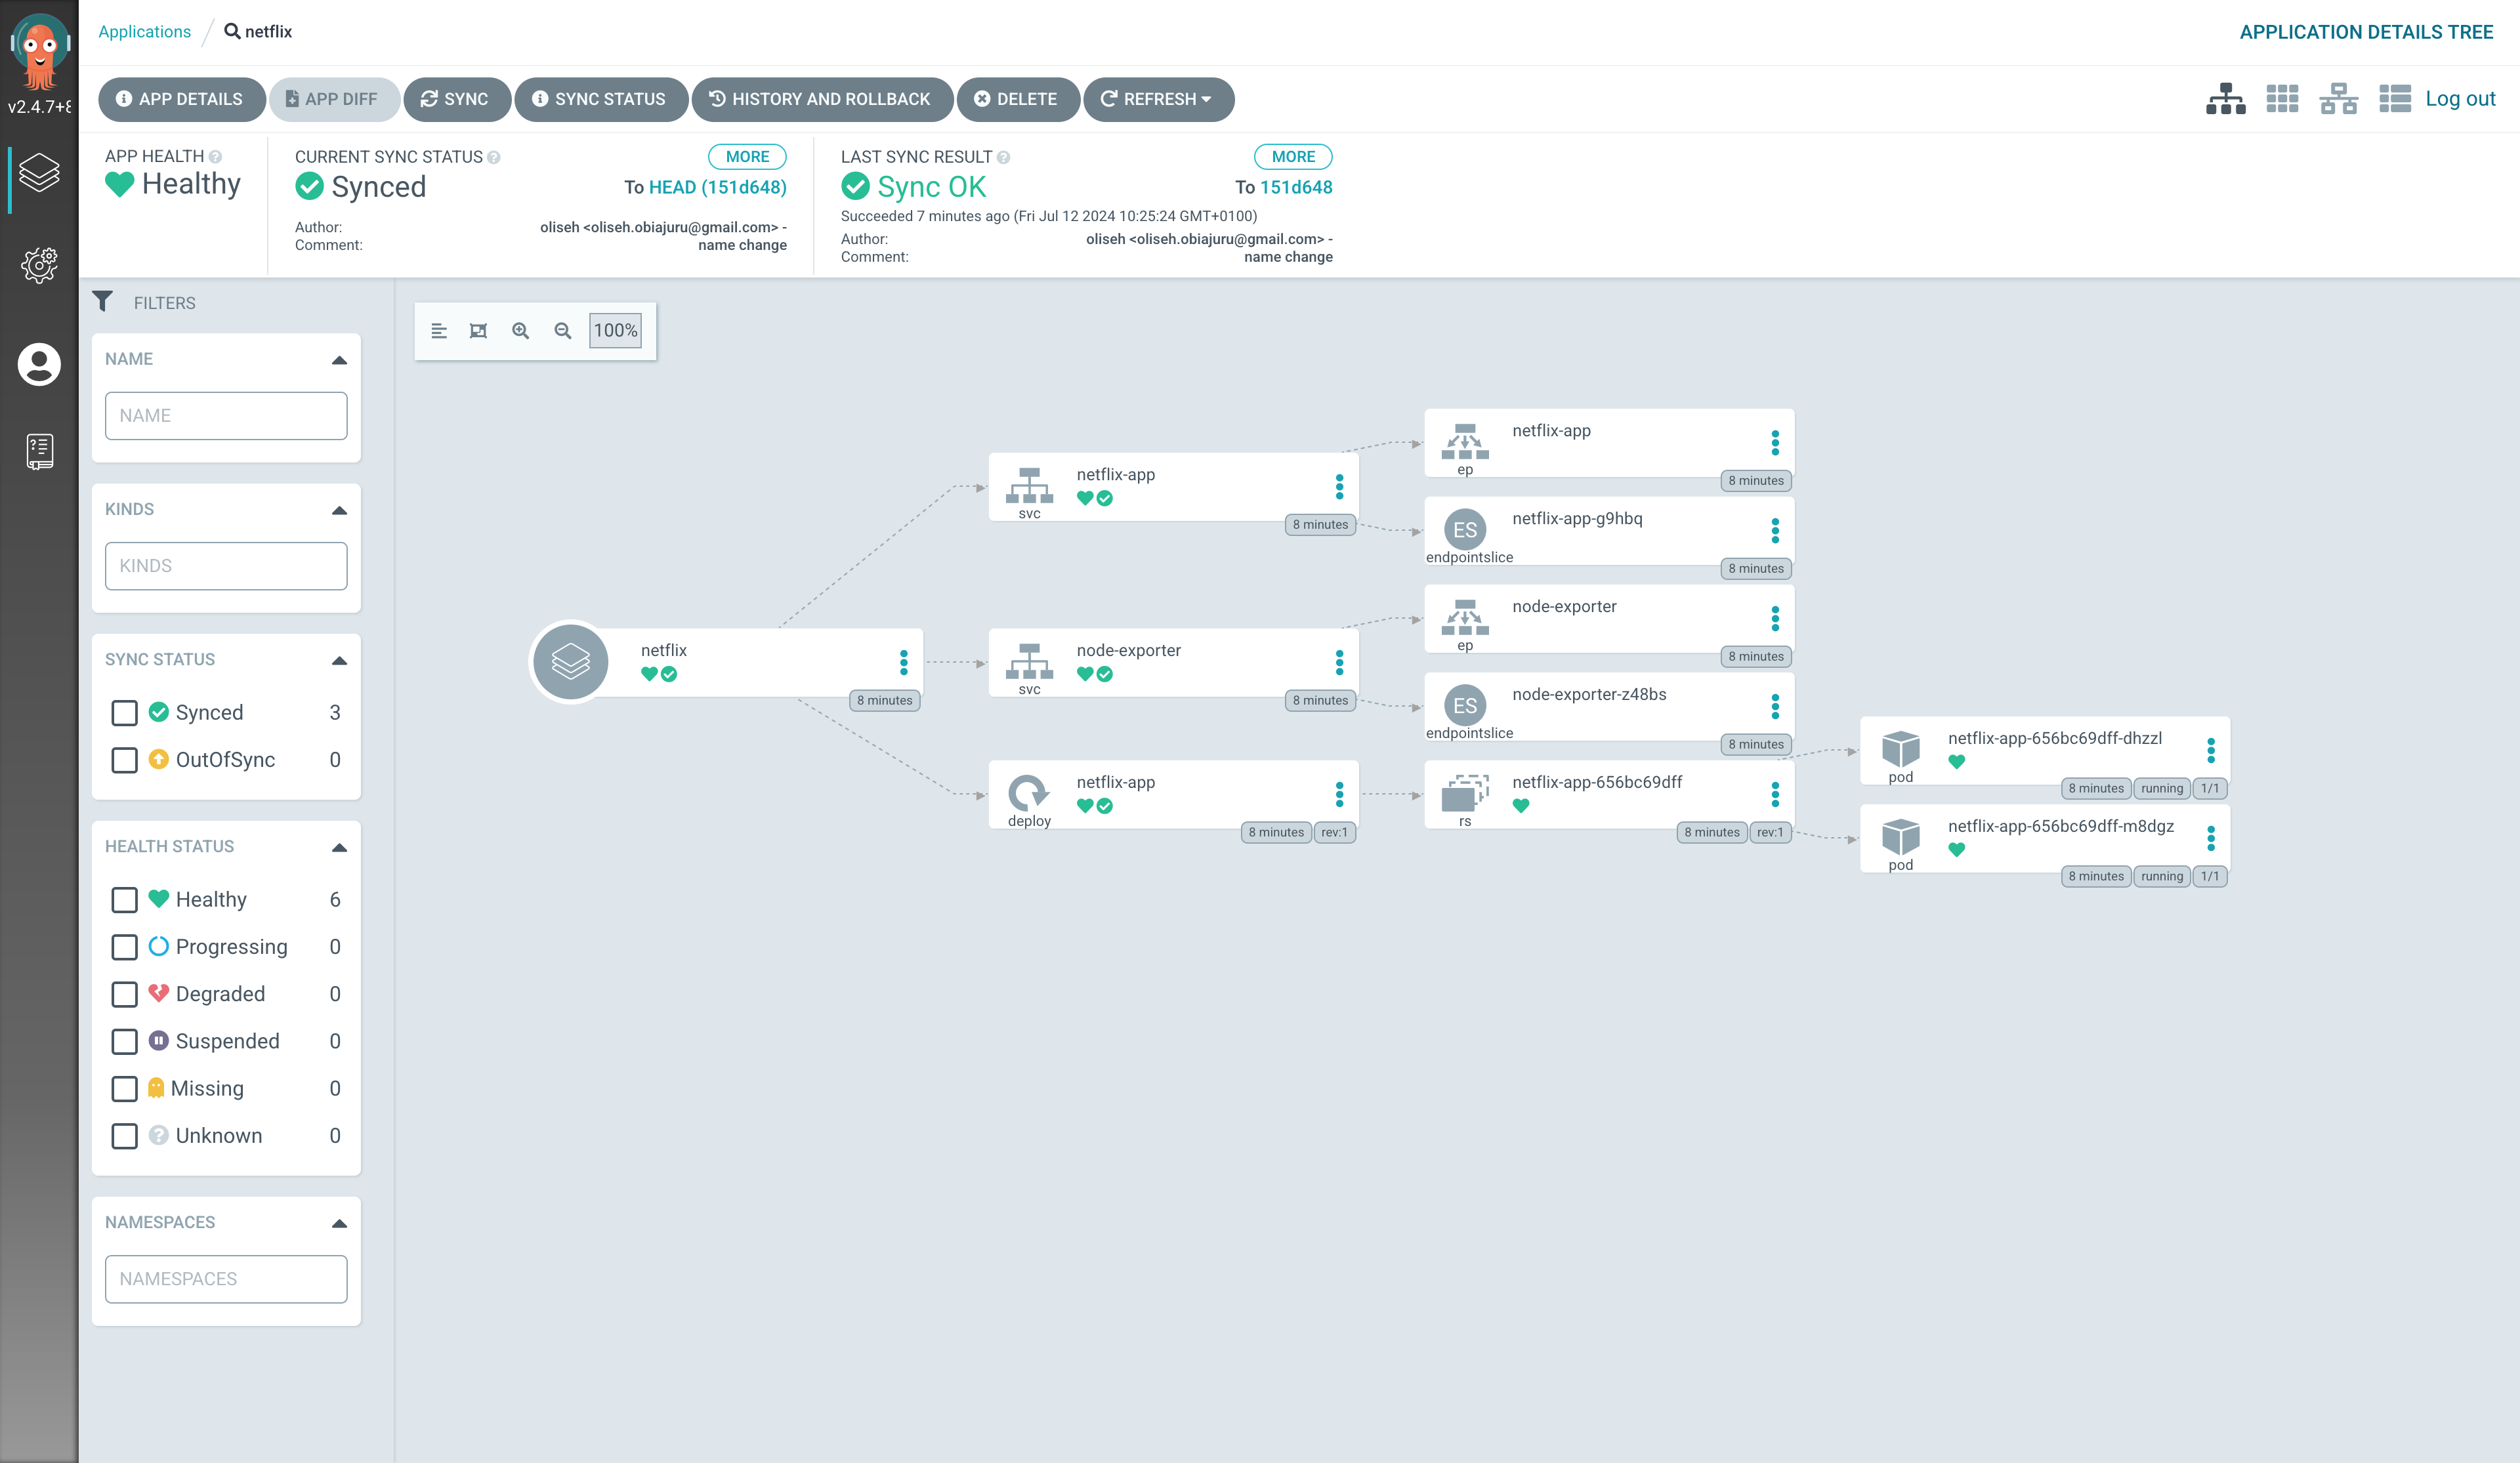 v2.4.7+8
Applications / netflix
APPLICATION DETAILS TREE
APP DETAILS
APP DIFF
SYNC
SYNC STATUS
HISTORY AND ROLLBACK
DELETE
REFRESH
Log out
APP HEALTH
Healthy
CURRENT SYNC STATUS
MORE
Synced
To HEAD (151d648)
Author: oliseh <oliseh.obiajuru@gmail.com> -
Comment: name change
LAST SYNC RESULT
MORE
Sync OK
To 151d648
Succeeded 7 minutes ago (Fri Jul 12 2024 10:25:24 GMT+0100)
Author: oliseh <oliseh.obiajuru@gmail.com> -
Comment: name change
FILTERS
NAME
NAME
KINDS
KINDS
SYNC STATUS
Synced 3
OutOfSync 0
HEALTH STATUS
Healthy 6
Progressing 0
Degraded 0
Suspended 0
Missing 0
Unknown 0
NAMESPACES
NAMESPACES
100%
netflix
8 minutes
netflix-app
svc
8 minutes
node-exporter
svc
8 minutes
netflix-app
deploy
8 minutes rev:1
netflix-app
ep
8 minutes
ES
netflix-app-g9hbq
endpointslice
8 minutes
node-exporter
ep
8 minutes
ES
node-exporter-z48bs
endpointslice
8 minutes
netflix-app-656bc69dff
rs
8 minutes rev:1
netflix-app-656bc69dff-dhzzl
pod
8 minutes running 1/1
netflix-app-656bc69dff-m8dgz
pod
8 minutes running 1/1